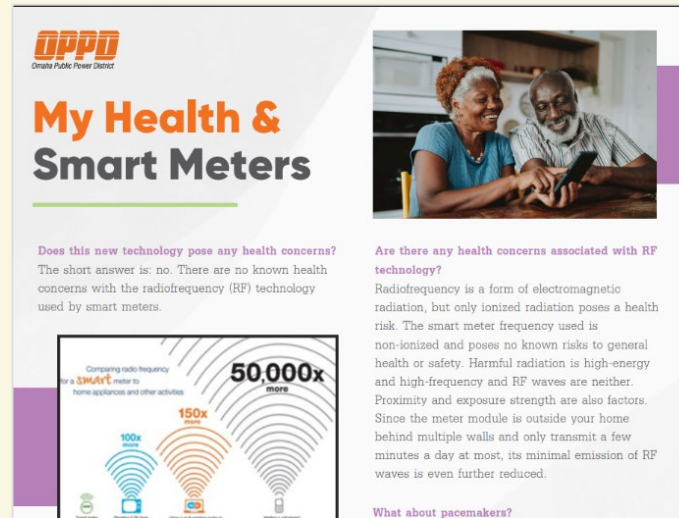 OPPD
Omaha Public Power District
My Health &
Smart Meters
Does this new technology pose any health concerns?
The short answer is: no. There are no known health
concerns with the radiofrequency (RF) technology
used by smart meters.
Comparing radio frequency
for a smart meter to
home appliances and other activities
50,000x
more
150x
more
100x
more
Are there any health concerns associated with RF
technology?
Radiofrequency is a form of electromagnetic
radiation, but only ionized radiation poses a health
risk. The smart meter frequency used is
non-ionized and poses no known risks to general
health or safety. Harmful radiation is high-energy
and high-frequency and RF waves are neither.
Proximity and exposure strength are also factors.
Since the meter module is outside your home
behind multiple walls and only transmit a few
minutes a day at most, its minimal emission of RF
waves is even further reduced.
What about pacemakers?